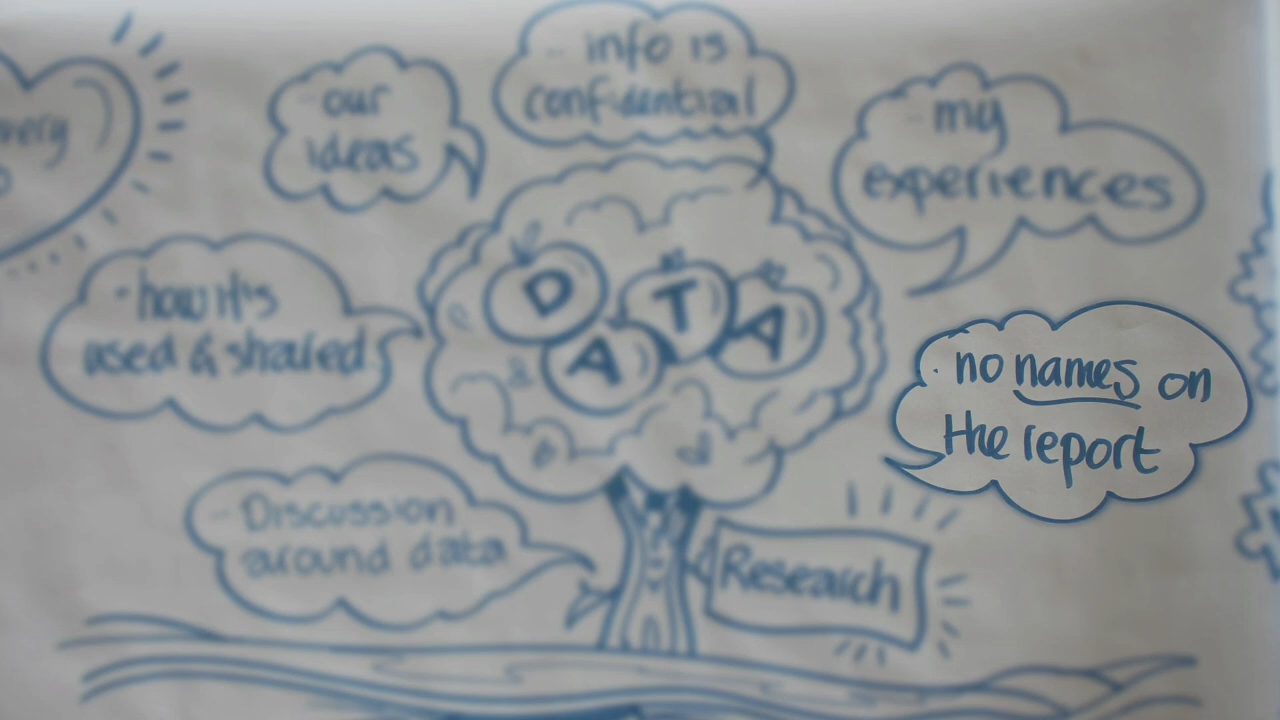 very
our
ideas
- info is
confidential
my
experiences
- how it's
used & shared
D
A
T
A
· no names on
the report
- Discussion
around data
Research